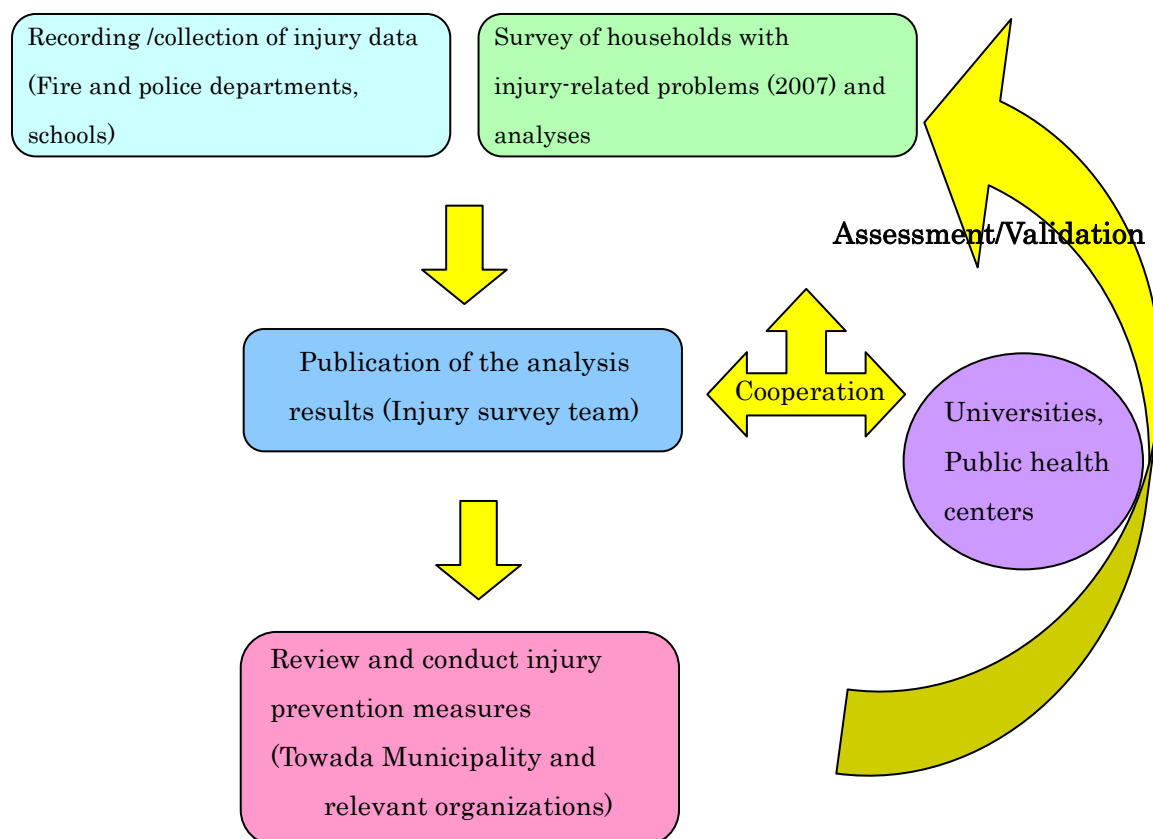 Recording /collection of injury data
(Fire and police departments,
schools)
Survey of households with
injury-related problems (2007) and
analyses
Assessment/Validation
Publication of the analysis
results (Injury survey team)
Cooperation
Universities,
Public health
centers
Review and conduct injury
prevention measures
(Towada Municipality and
relevant organizations)